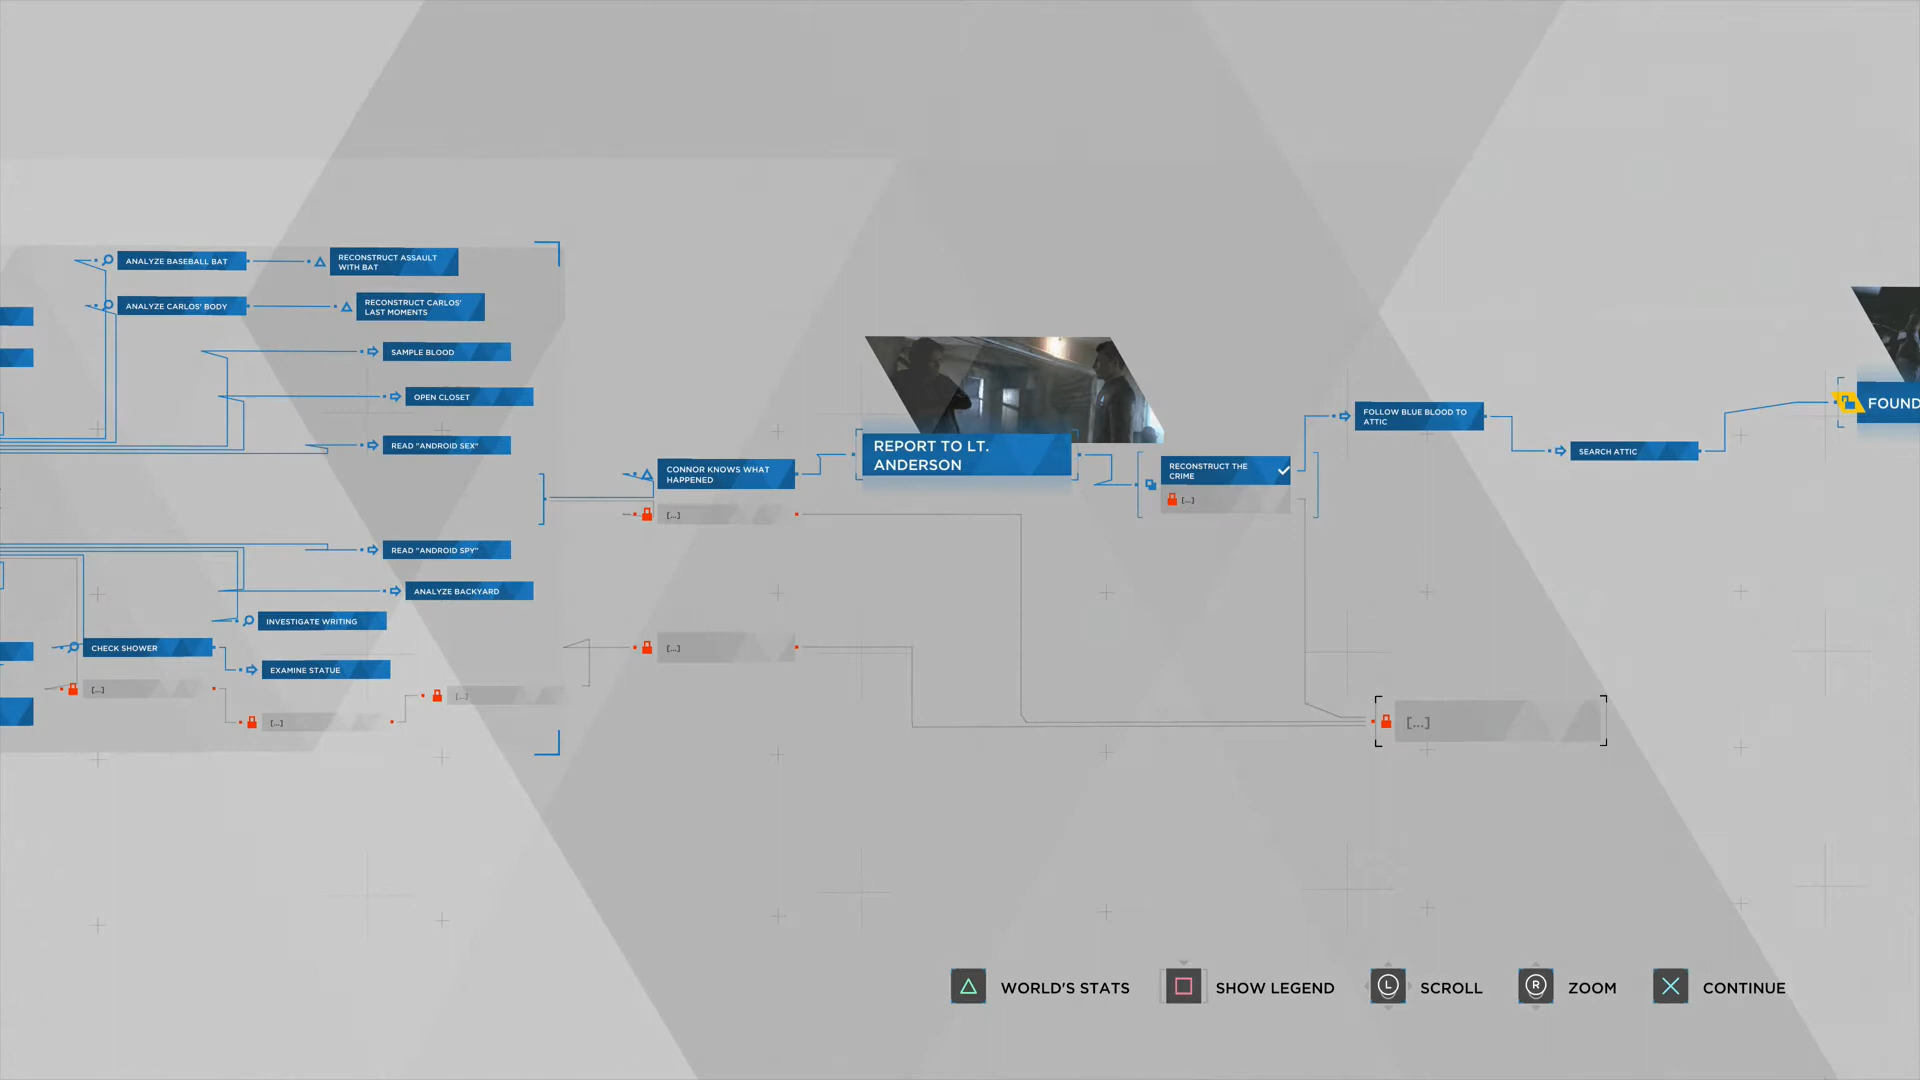 ANALYZE BASEBALL BAT
RECONSTRUCT ASSAULT
WITH BAT
ANALYZE CARLOS' BODY
RECONSTRUCT CARLOS'
LAST MOMENTS
SAMPLE BLOOD
OPEN CLOSET
READ "ANDROID SEX"
CONNOR KNOWS WHAT
HAPPENED
[...]
REPORT TO LT.
ANDERSON
RECONSTRUCT THE
CRIME
[...]
FOLLOW BLUE BLOOD TO
ATTIC
SEARCH ATTIC
FOUND
READ "ANDROID SPY"
ANALYZE BACKYARD
INVESTIGATE WRITING
CHECK SHOWER
EXAMINE STATUE
[...]
[...]
[...]
[...]
[...]
WORLD'S STATS
SHOW LEGEND
L
SCROLL
R
ZOOM
CONTINUE